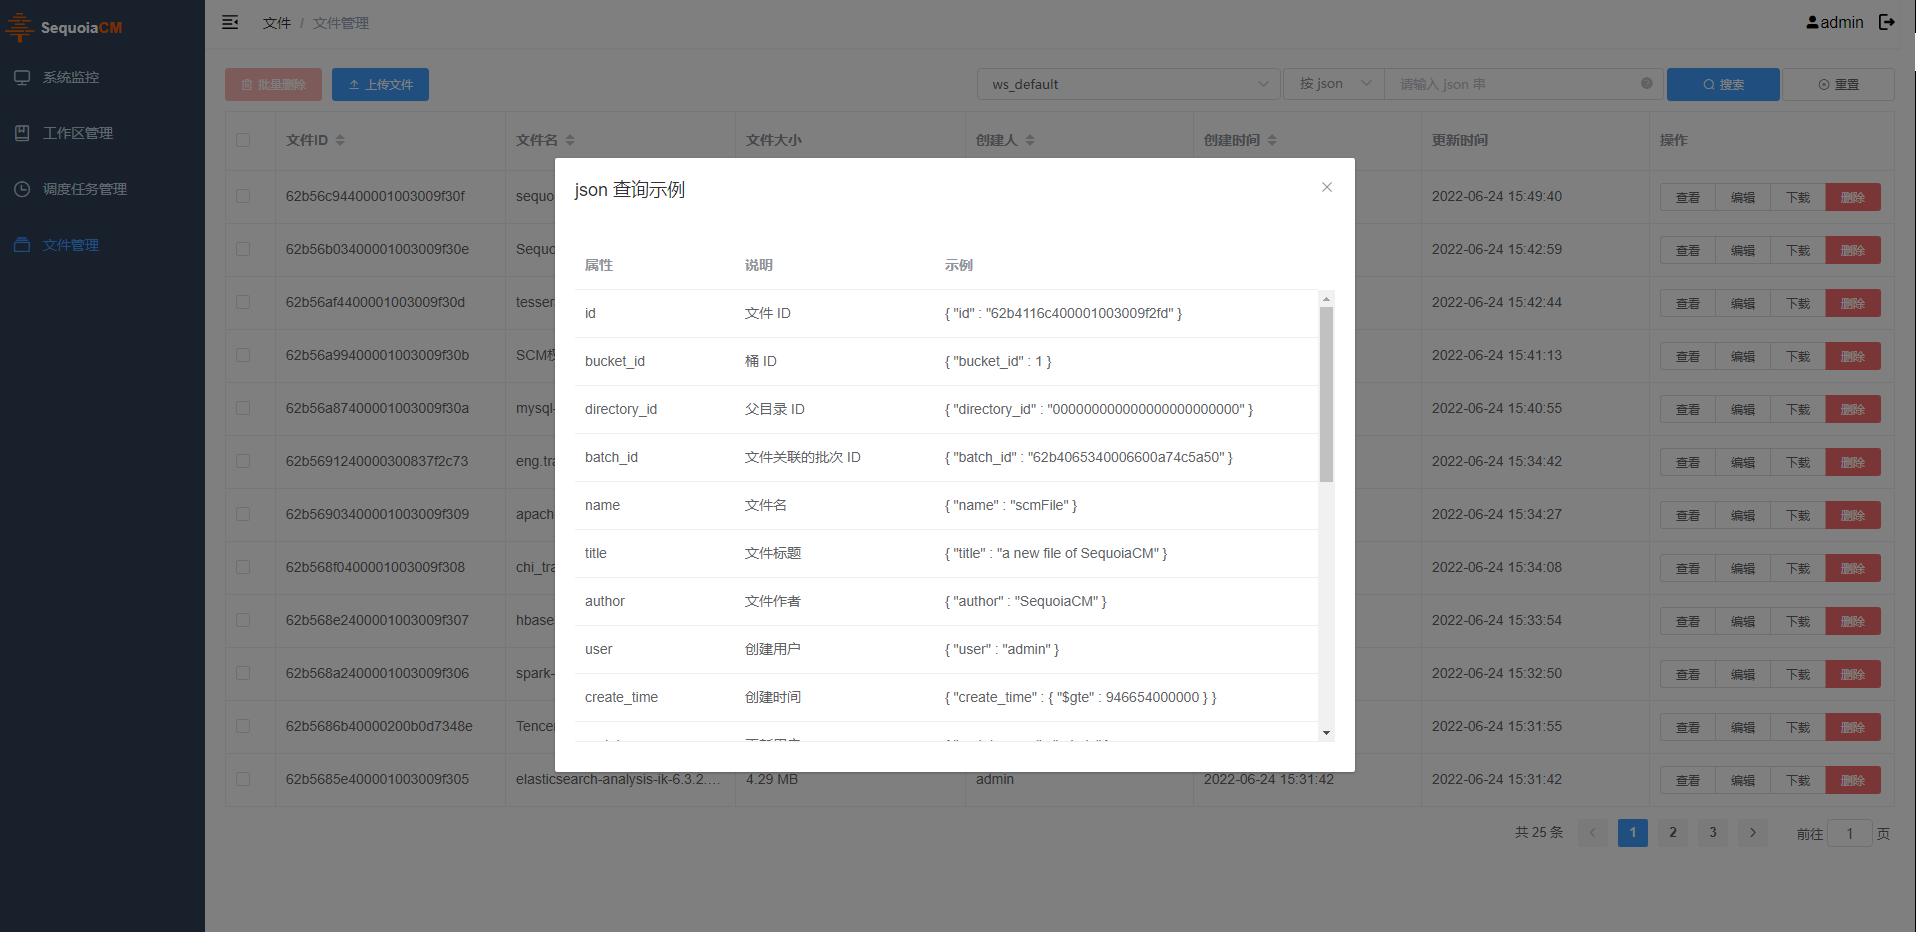 SequoiaCM
系统监控
工作区管理
调度任务管理
文件管理
文件 / 文件管理
admin
批量删除
上传文件
ws_default
按 json
请输入 json 串
搜索
重置
文件ID
文件名
文件大小
创建人
创建时间
更新时间
操作
62b56c94400001003009f30f
sequo
2022-06-24 15:49:40
查看 编辑 下载 删除
62b56b03400001003009f30e
Sequo
2022-06-24 15:42:59
查看 编辑 下载 删除
62b56af4400001003009f30d
tesser
2022-06-24 15:42:44
查看 编辑 下载 删除
62b56a99400001003009f30b
2022-06-24 15:41:13
查看 编辑 下载 删除
62b56a87400001003009f30a
mysql-
2022-06-24 15:40:55
查看 编辑 下载 删除
62b5691240000300837f2c73
eng.tra
2022-06-24 15:34:42
查看 编辑 下载 删除
62b56903400001003009f309
apach
2022-06-24 15:34:27
查看 编辑 下载 删除
62b568f0400001003009f308
chi_tra
2022-06-24 15:34:08
查看 编辑 下载 删除
62b568e2400001003009f307
hbase
2022-06-24 15:33:54
查看 编辑 下载 删除
62b568a2400001003009f306
spark-
2022-06-24 15:32:50
查看 编辑 下载 删除
62b5686b40000200b0d7348e
Tencer
2022-06-24 15:31:55
查看 编辑 下载 删除
62b5685e400001003009f305
elasticsearch-analysis-ik-6.3.2....
4.29 MB
admin
2022-06-24 15:31:42
2022-06-24 15:31:42
查看 编辑 下载 删除
json 查询示例
属性 说明 示例
id 文件 ID { "id" : "62b4116c400001003009f2fd" }
bucket_id 桶 ID { "bucket_id" : 1 }
directory_id 父目录 ID { "directory_id" : "000000000000000000000000" }
batch_id 文件关联的批次 ID { "batch_id" : "62b4065340006600a74c5a50" }
name 文件名 { "name" : "scmFile" }
title 文件标题 { "title" : "a new file of SequoiaCM" }
author 文件作者 { "author" : "SequoiaCM" }
user 创建用户 { "user" : "admin" }
create_time 创建时间 { "create_time" : { "$gte" : 946654000000 } }
共 25 条
1 2 3
前往 1 页